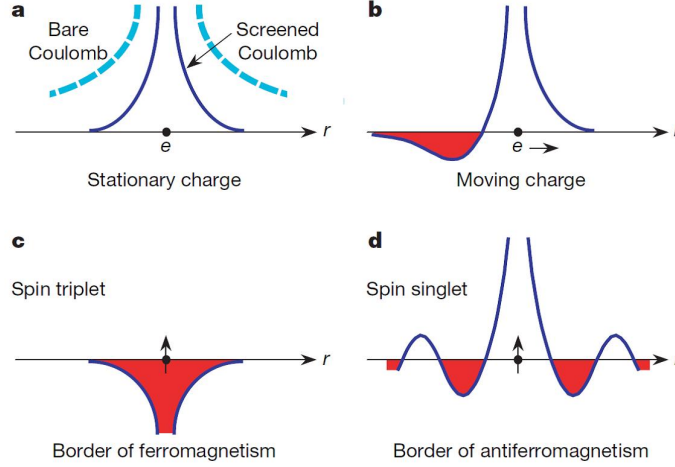 a
Bare
Coulomb
Screened
Coulomb
r
e
Stationary charge
b
e
Moving charge
c
Spin triplet
r
Border of ferromagnetism
d
Spin singlet
Border of antiferromagnetism